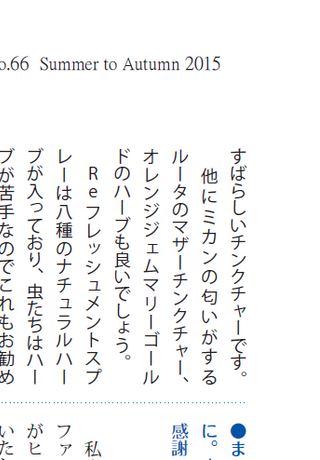 o.66 Summer to Autumn 2015
すばらしいチンクチャーです。
他にミカンの匂いがする
ルータのマザーチンクチャー、
オレンジジェムマリーゴール
ドのハーブも良いでしょう。
Reフレッシュメントスプ
レーは八種のナチュラルハー
ブが入っており、虫たちはハー
ブが苦手なのでこれもお勧め
●ま
に。
感謝
私
ファ
がヒ
いた